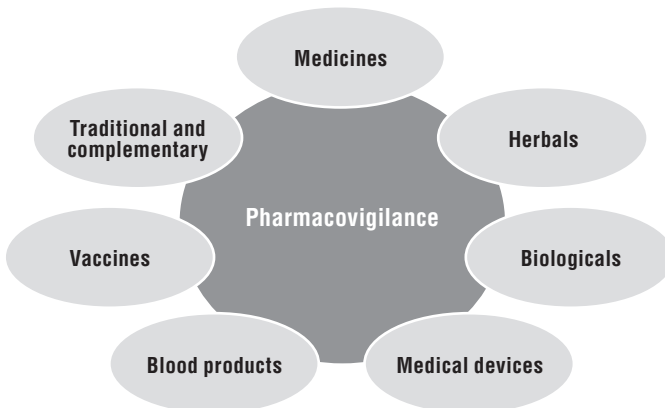 Medicines
Traditional and
complementary
Herbals
Pharmacovigilance
Vaccines
Biologicals
Blood products
Medical devices